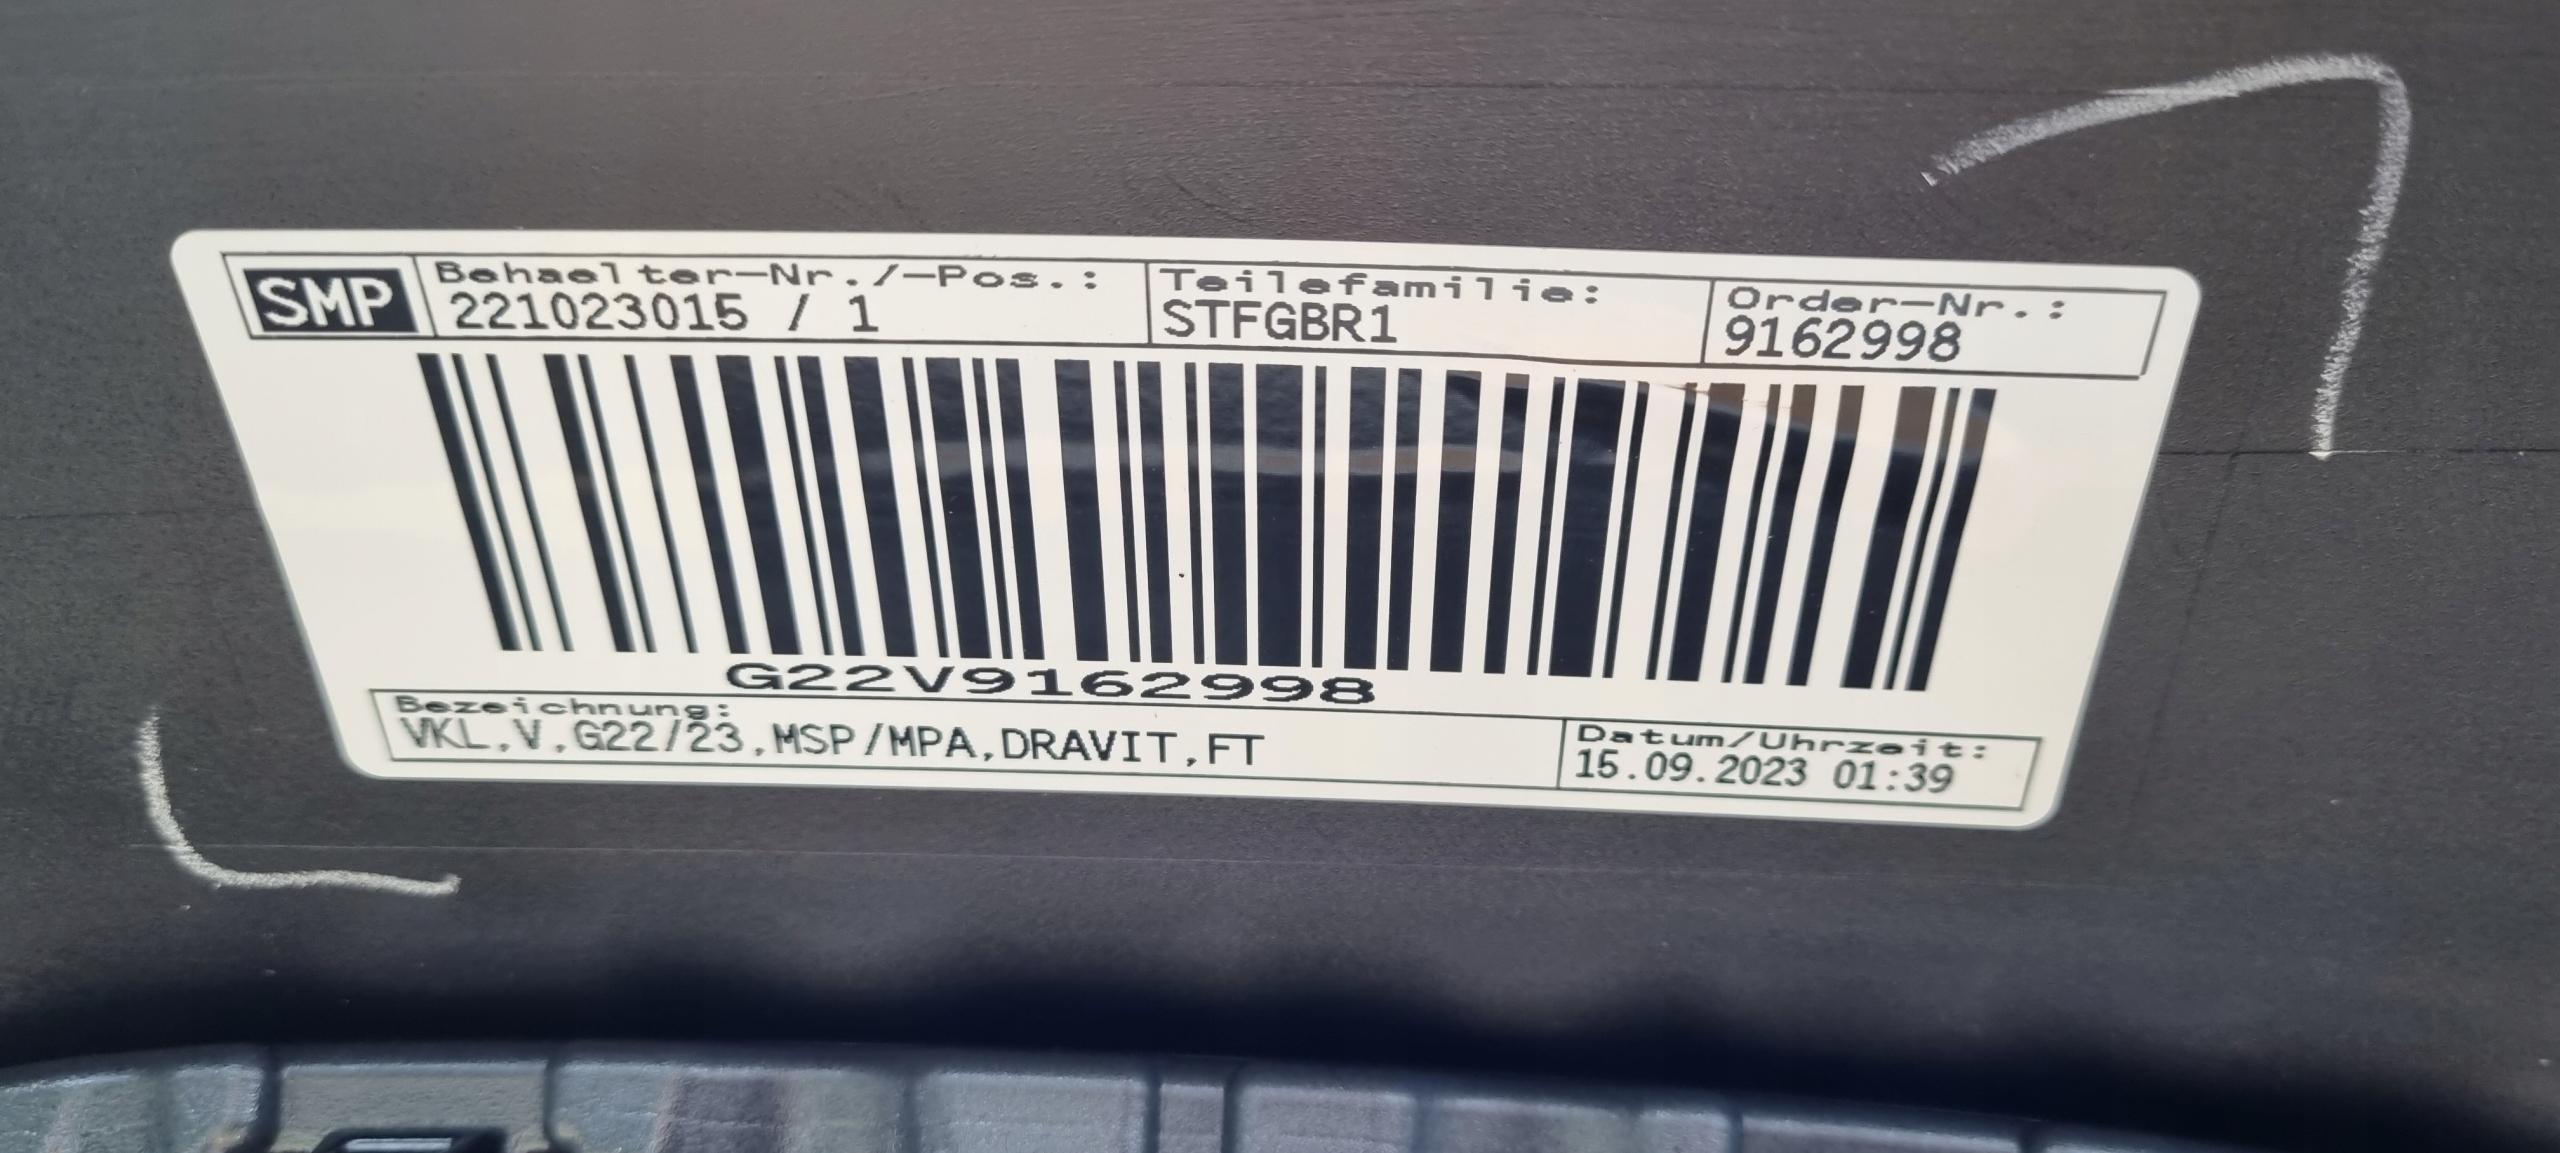 SMP
Behaelter-Nr./-Pos.:
221023015 / 1
Teilefamilie:
STFGBR1
Order-Nr.:
9162998
G22V9162998
Bezeichnung:
VKL,V,G22/23,MSP/MPA,DRAVIT,FT
Datum/Uhrzeit:
15.09.2023 01:39